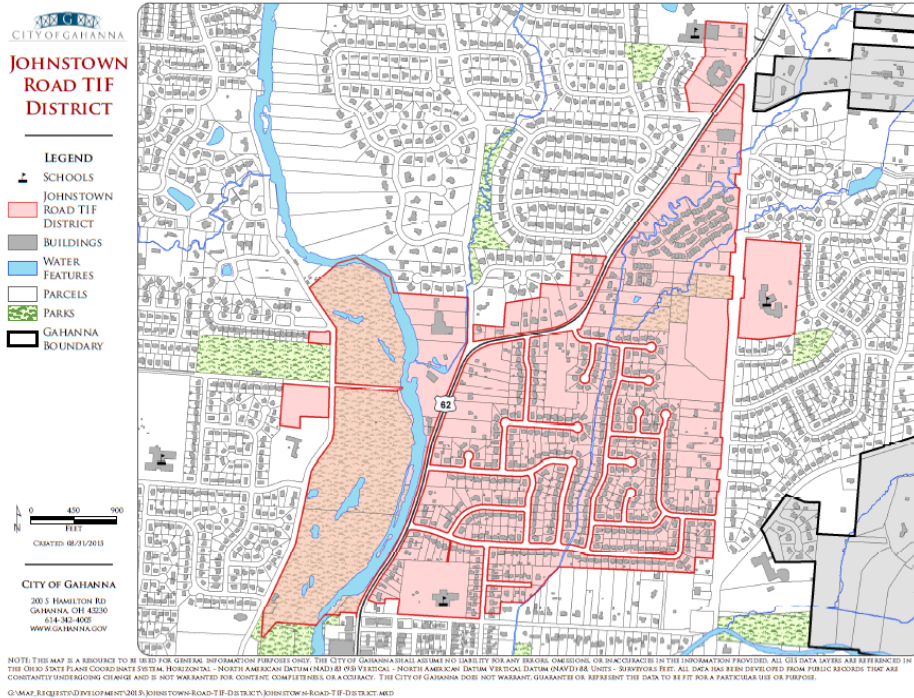 G
CITY OF GAHANNA
JOHNSTOWN
ROAD TIF
DISTRICT
LEGEND
SCHOOLS
JOHNSTOWN
ROAD TIF
DISTRICT
BUILDINGS
WATER
FEATURES
PARCELS
PARKS
GAHANNA
BOUNDARY
N
0 450 900
FEET
CREATED: 08/31/2015
CITY OF GAHANNA
200 S HAMILTON RD
GAHANNA, OH 43230
614-342-4005
WWW.GAHANNA.GOV
62
NOTE: THIS MAP IS A RESOURCE TO BE USED FOR GENERAL INFORMATION PURPOSES ONLY. THE CITY OF GAHANNA SHALL ASSUME NO LIABILITY FOR ANY ERRORS, OMISSIONS, OR INACCURACIES IN THE INFORMATION PROVIDED. ALL GIS DATA LAYERS ARE REFERENCED IN
THE OHIO STATE PLANE COORDINATE SYSTEM, HORIZONTAL - NORTH AMERICAN DATUM (NAD) 83 (95) VERTICAL - NORTH AMERICAN DATUM VERTICAL DATUM (NAVD) 88. UNITS - SURVEYORS FEET. ALL DATA HAS BEEN DEVELOPED FROM PUBLIC RECORDS THAT ARE
CONSTANTLY UNDERGOING CHANGE AND IS NOT WARRANTED FOR CONTENT, COMPLETENESS, OR ACCURACY. THE CITY OF GAHANNA DOES NOT WARRANT, GUARANTEE OR REPRESENT THE DATA TO BE FIT FOR A PARTICULAR USE OR PURPOSE.
G:\MAP_REQUESTS\DEVELOPMENT\2015\JOHNSTOWN-ROAD-TIF-DISTRICT\JOHNSTOWN-ROAD-TIF-DISTRICT.MXD